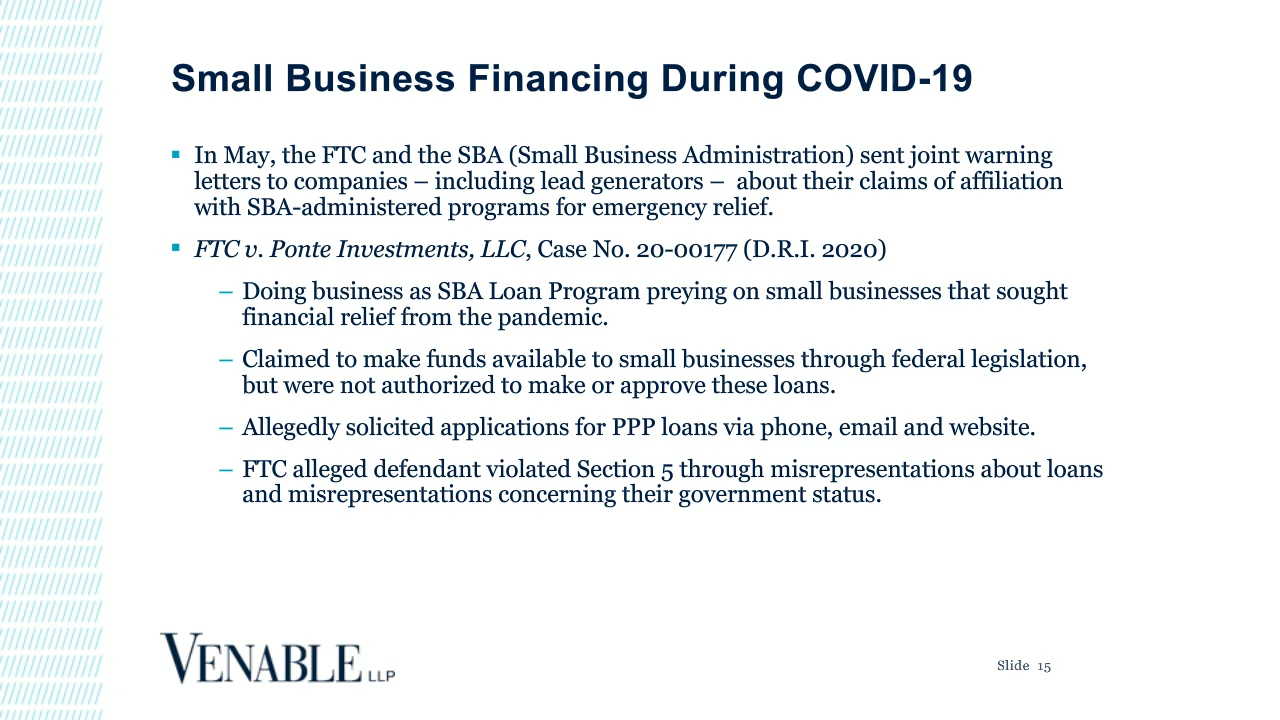 Small Business Financing During COVID-19
▪ In May, the FTC and the SBA (Small Business Administration) sent joint warning
letters to companies – including lead generators – about their claims of affiliation
with SBA-administered programs for emergency relief.
▪ FTC v. Ponte Investments, LLC, Case No. 20-00177 (D.R.I. 2020)
– Doing business as SBA Loan Program preying on small businesses that sought
financial relief from the pandemic.
– Claimed to make funds available to small businesses through federal legislation,
but were not authorized to make or approve these loans.
– Allegedly solicited applications for PPP loans via phone, email and website.
– FTC alleged defendant violated Section 5 through misrepresentations about loans
and misrepresentations concerning their government status.
VENABLE LLP
Slide 15